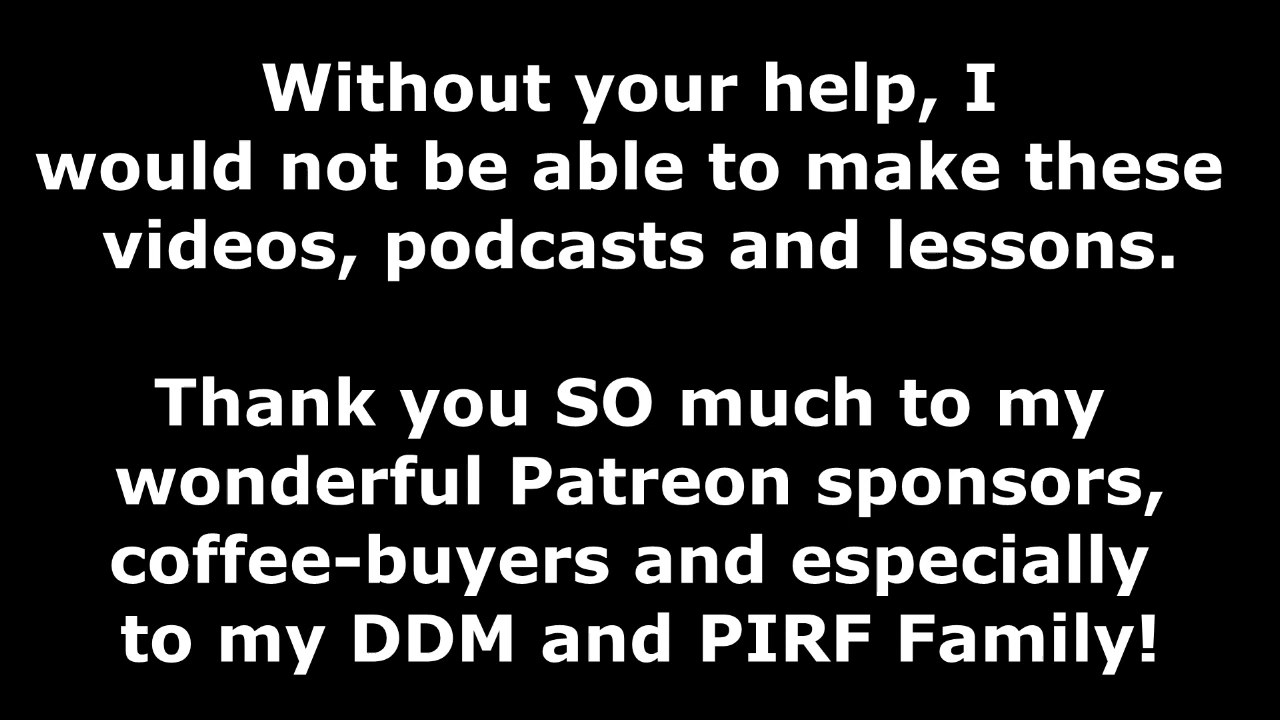 Without your help, I
would not be able to make these
videos, podcasts and lessons.
Thank you SO much to my
wonderful Patreon sponsors,
coffee-buyers and especially
to my DDM and PIRF Family!